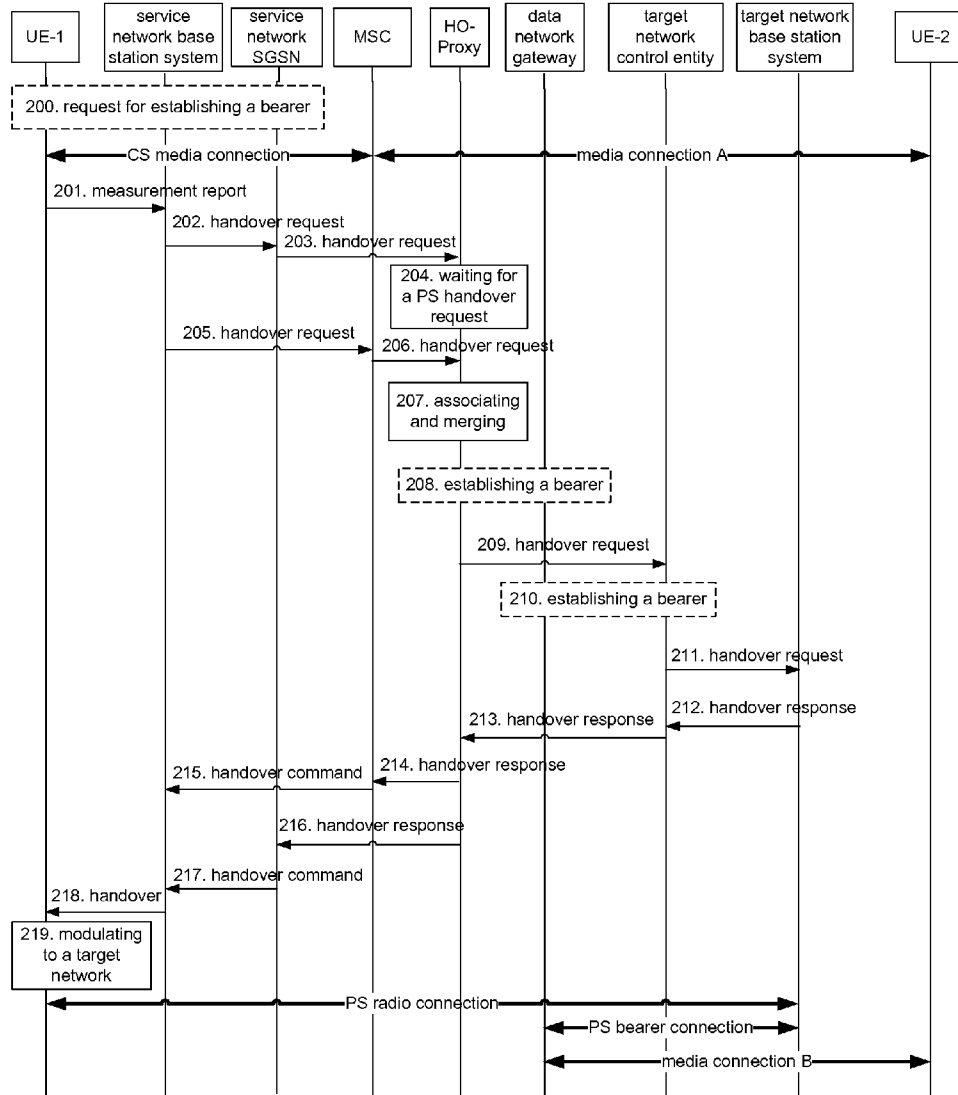 UE-1
service
network base
station system
service
network
SGSN
MSC
HO-
Proxy
data
network
gateway
target
network
control entity
target network
base station
system
UE-2
200. request for establishing a bearer
CS media connection
media connection A
201. measurement report
202. handover request
203. handover request
204. waiting for
a PS handover
request
205. handover request
206. handover request
207. associating
and merging
208. establishing a bearer
209. handover request
210. establishing a bearer
211. handover request
212. handover response
213. handover response
214. handover response
215. handover command
216. handover response
217. handover command
218. handover
219. modulating
to a target
network
PS radio connection
PS bearer connection
media connection B